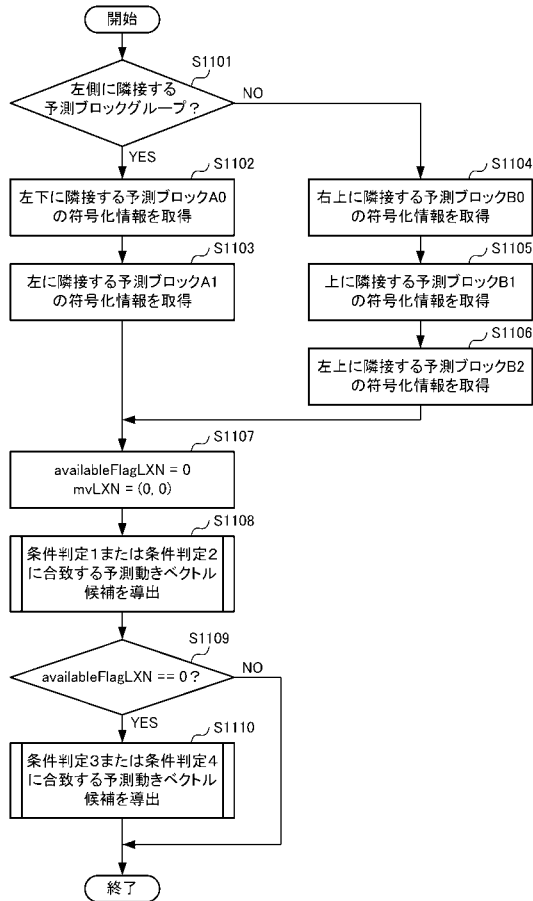 開始
S1101
左側に隣接する
予測ブロックグループ？
NO
YES
S1102
左下に隣接する予測ブロックA0
の符号化情報を取得
S1103
左に隣接する予測ブロックA1
の符号化情報を取得
S1104
右上に隣接する予測ブロックB0
の符号化情報を取得
S1105
上に隣接する予測ブロックB1
の符号化情報を取得
S1106
左上に隣接する予測ブロックB2
の符号化情報を取得
S1107
availableFlagLXN = 0
mvLXN = (0, 0)
S1108
条件判定1または条件判定2
に合致する予測動きベクトル
候補を導出
S1109
availableFlagLXN == 0？
NO
YES
S1110
条件判定3または条件判定4
に合致する予測動きベクトル
候補を導出
終了